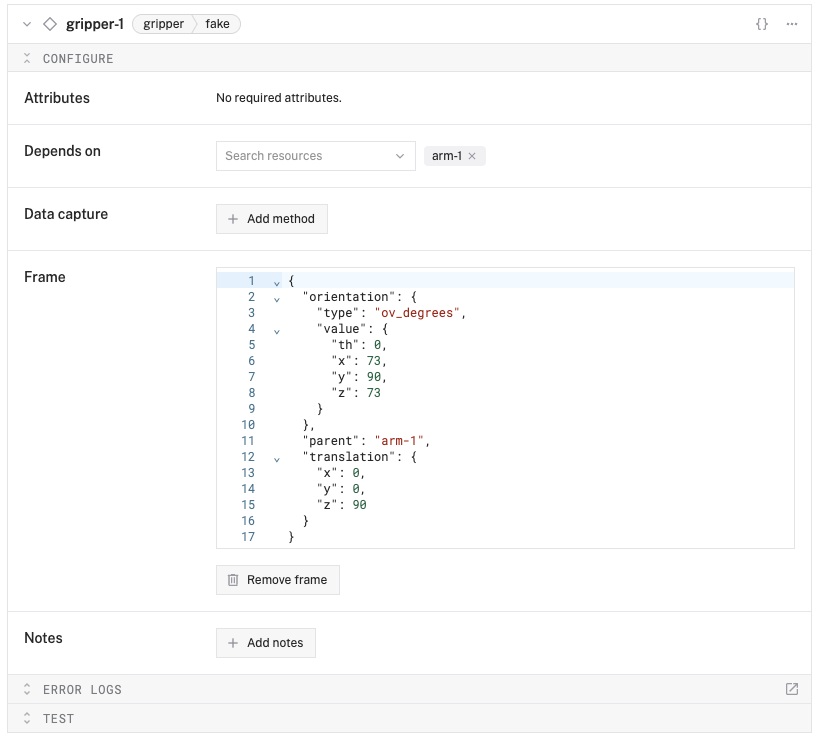 gripper-1 gripper fake {} ...
CONFIGURE
Attributes No required attributes.
Depends on Search resources arm-1 ×
Data capture + Add method
Frame
1 {
2 "orientation": {
3 "type": "ov_degrees",
4 "value": {
5 "th": 0,
6 "x": 73,
7 "y": 90,
8 "z": 73
9 }
10 },
11 "parent": "arm-1",
12 "translation": {
13 "x": 0,
14 "y": 0,
15 "z": 90
16 }
17 }
Remove frame
Notes + Add notes
ERROR LOGS
TEST